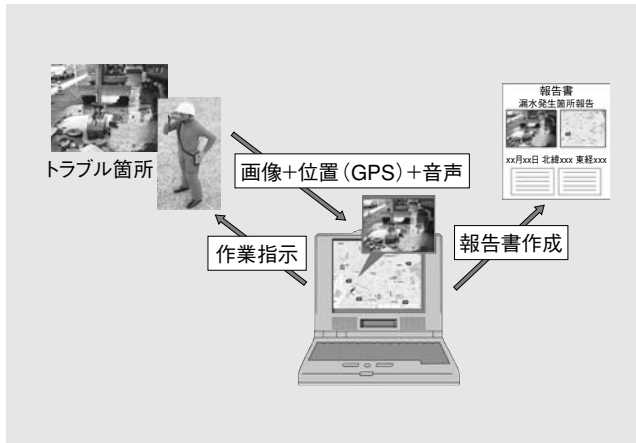 トラブル箇所
画像+位置(GPS)+音声
作業指示
報告書作成
報告書
漏水発生箇所報告
xx月xx日 北緯xxx 東経xxx